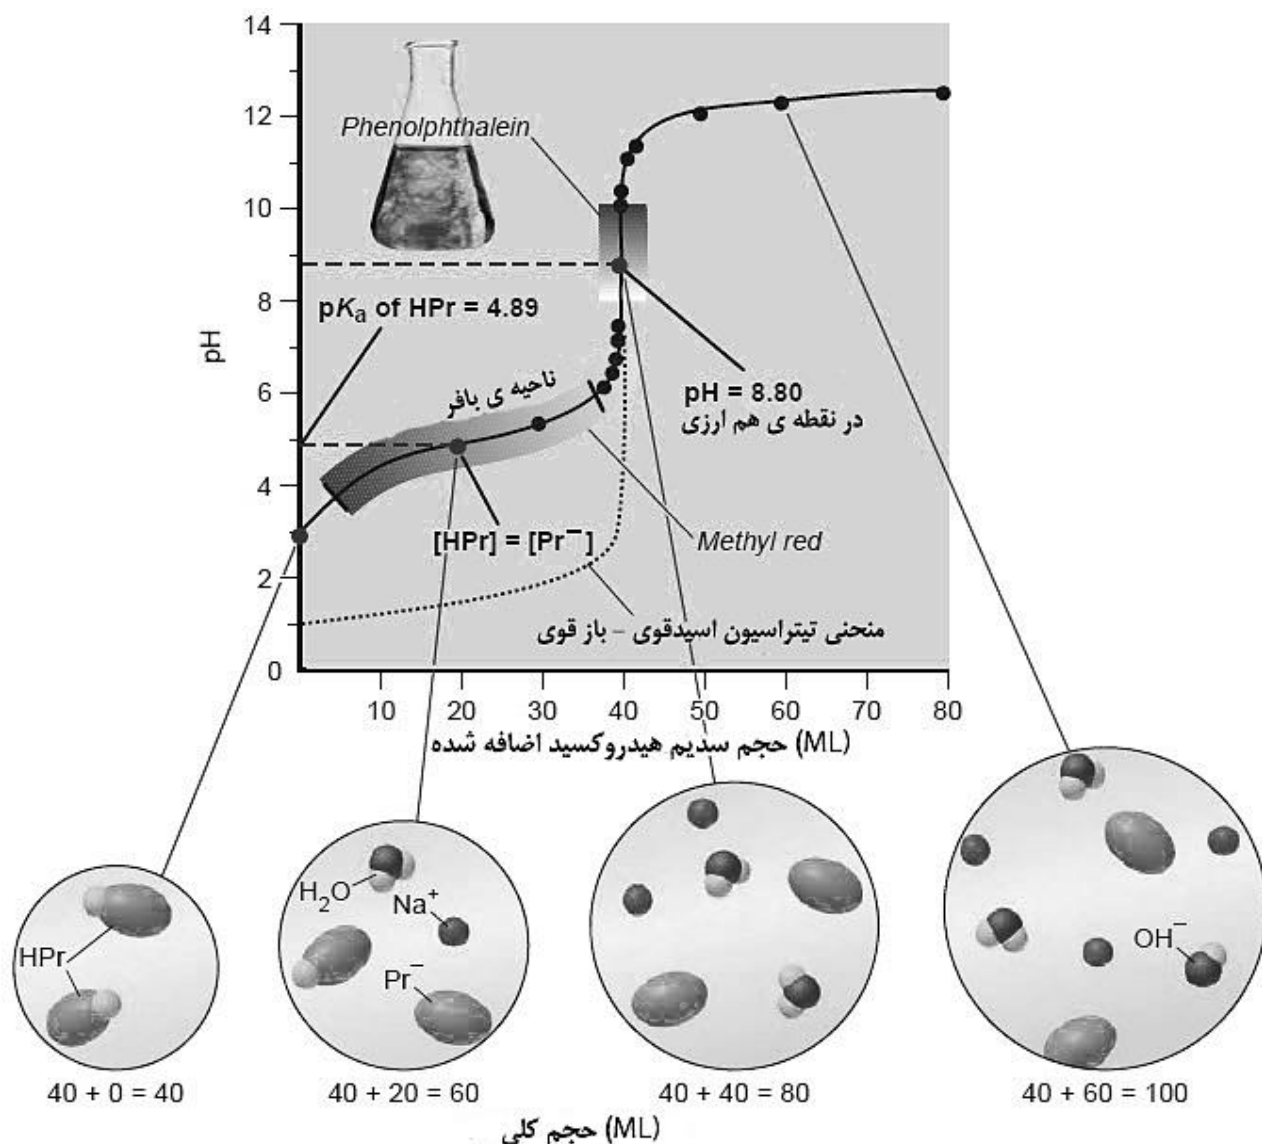 14
12
10
8
6
4
2
0
pH
Phenolphthalein
pKa of HPr = 4.89
ناحیه ی بافر
pH = 8.80
در نقطه ی هم ارزی
[HPr] = [Pr⁻]
Methyl red
منحنی تیتراسیون اسیدقوی - باز قوی
10 20 30 40 50 60 70 80
حجم سدیم هیدروکسید اضافه شده (ML)
HPr
H₂O
Na⁺
Pr⁻
OH⁻
40 + 0 = 40
40 + 20 = 60
40 + 40 = 80
40 + 60 = 100
حجم کلی (ML)